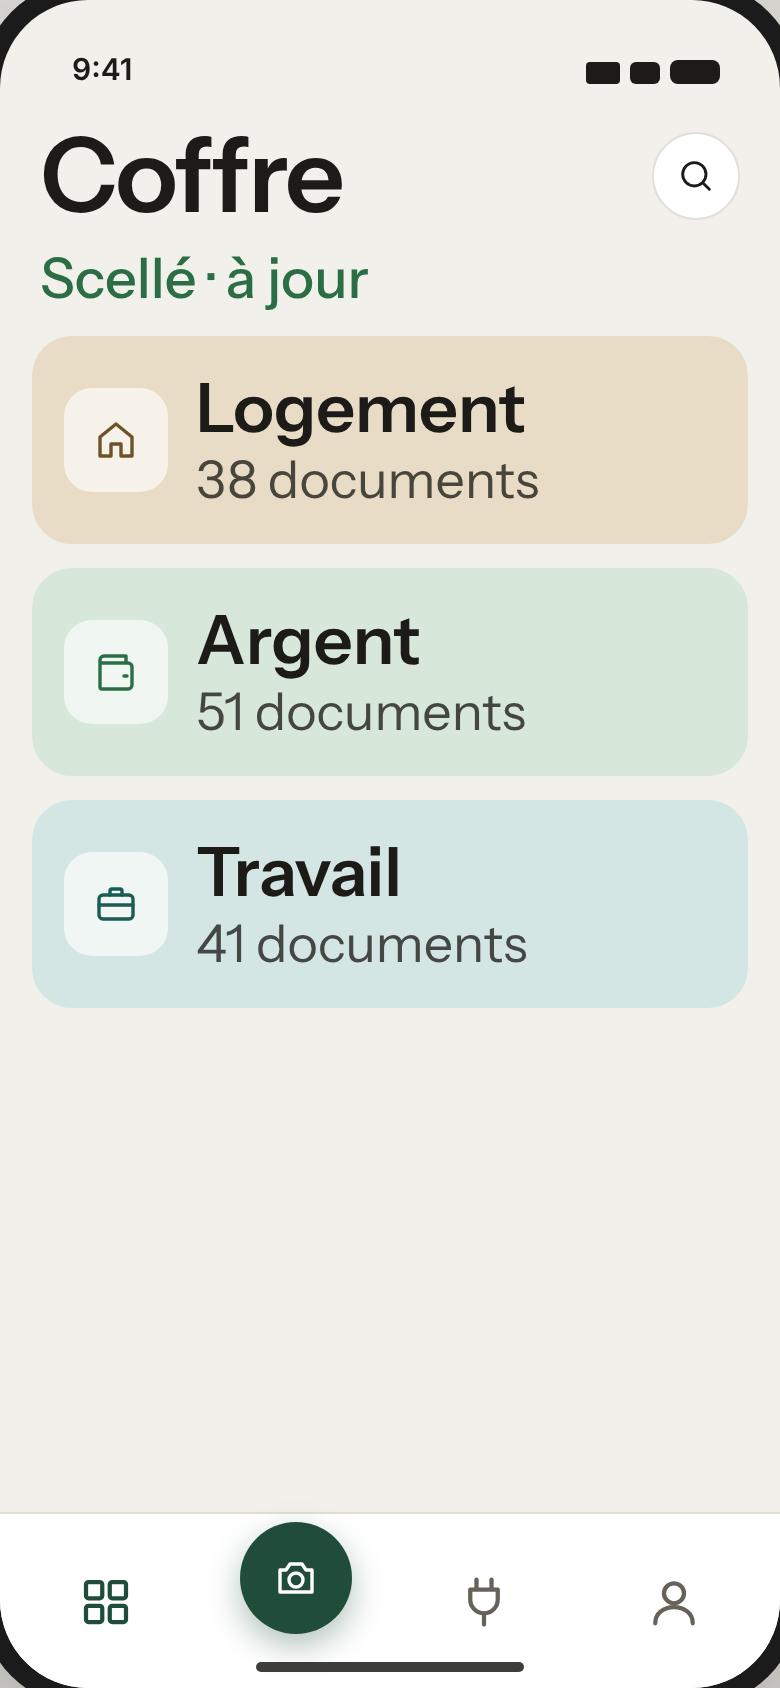 9:41
Coffre
Scellé · à jour
Logement
38 documents
Argent
51 documents
Travail
41 documents